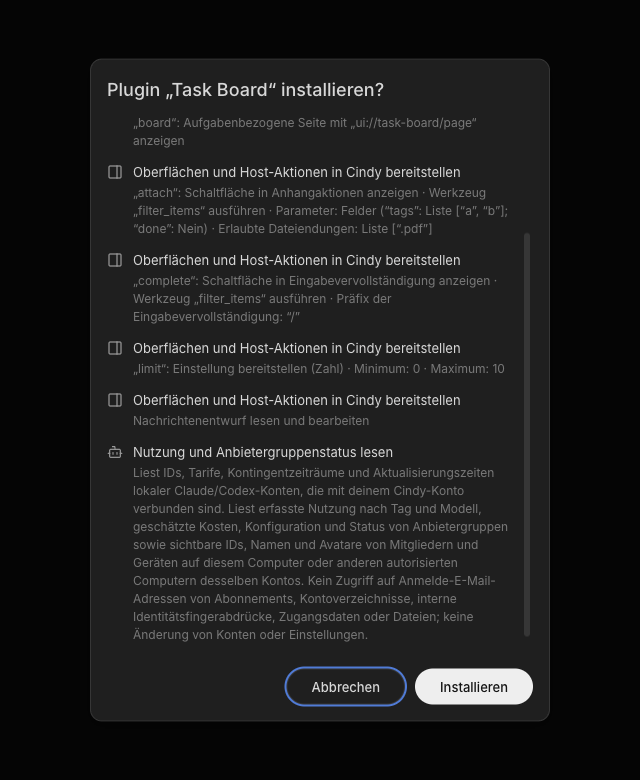 Plugin „Task Board“ installieren?
„board“: Aufgabenbezogene Seite mit „ui://task-board/page“
anzeigen
Oberflächen und Host-Aktionen in Cindy bereitstellen
„attach“: Schaltfläche in Anhangaktionen anzeigen · Werkzeug
„filter_items“ ausführen · Parameter: Felder (“tags”: Liste [“a”, “b”];
“done”: Nein) · Erlaubte Dateiendungen: Liste [“.pdf”]
Oberflächen und Host-Aktionen in Cindy bereitstellen
„complete“: Schaltfläche in Eingabevervollständigung anzeigen ·
Werkzeug „filter_items“ ausführen · Präfix der
Eingabevervollständigung: “/”
Oberflächen und Host-Aktionen in Cindy bereitstellen
„limit“: Einstellung bereitstellen (Zahl) · Minimum: 0 · Maximum: 10
Oberflächen und Host-Aktionen in Cindy bereitstellen
Nachrichtenentwurf lesen und bearbeiten
Nutzung und Anbietergruppenstatus lesen
Liest IDs, Tarife, Kontingentzeiträume und Aktualisierungszeiten
lokaler Claude/Codex-Konten, die mit deinem Cindy-Konto
verbunden sind. Liest erfasste Nutzung nach Tag und Modell,
geschätzte Kosten, Konfiguration und Status von Anbietergruppen
sowie sichtbare IDs, Namen und Avatare von Mitgliedern und
Geräten auf diesem Computer oder anderen autorisierten
Computern desselben Kontos. Kein Zugriff auf Anmelde-E-Mail-
Adressen von Abonnements, Kontoverzeichnisse, interne
Identitätsfingerabdrücke, Zugangsdaten oder Dateien; keine
Änderung von Konten oder Einstellungen.
Abbrechen
Installieren